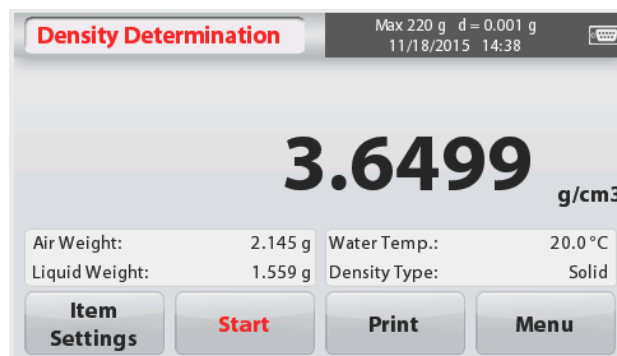 Density Determination
Max 220 g d = 0.001 g
11/18/2015 14:38
3.6499
g/cm3
Air Weight: 2.145 g Water Temp.: 20.0 °C
Liquid Weight: 1.559 g Density Type: Solid
Item
Settings
Start
Print
Menu